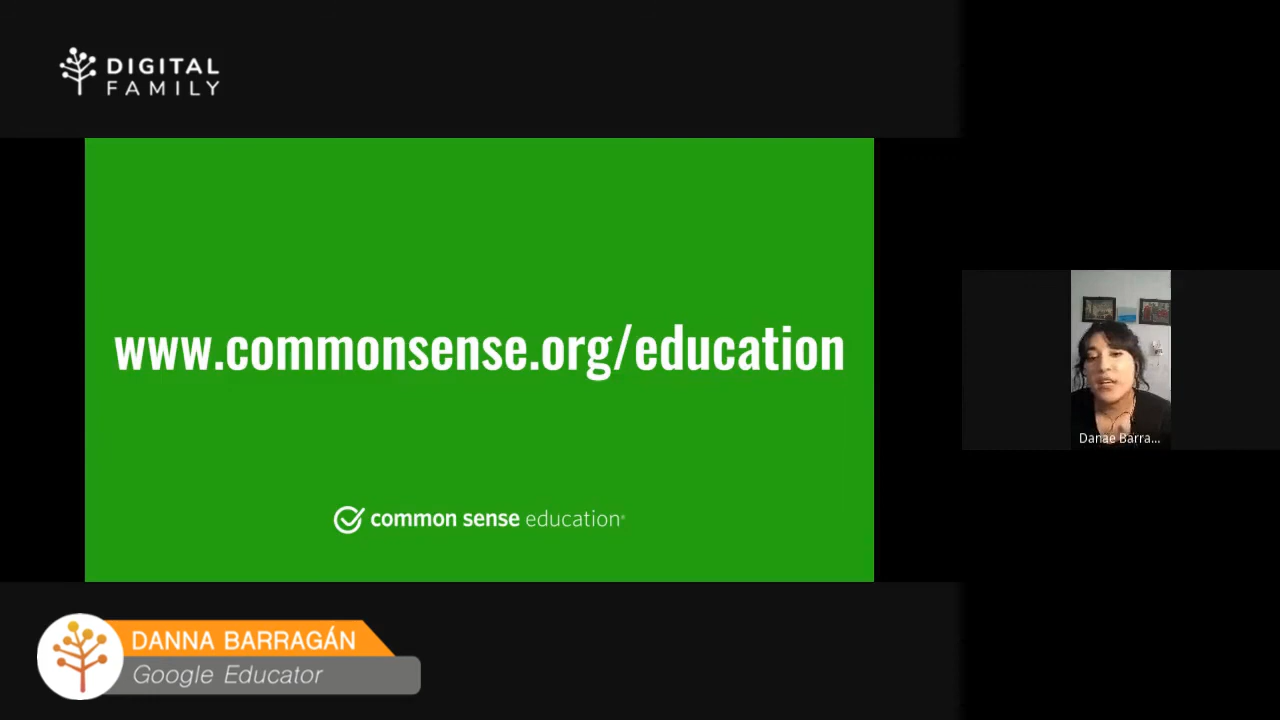 DIGITAL
FAMILY
www.commonsense.org/education
common sense education®
Danae Barra...
DANNA BARRAGÁN
Google Educator